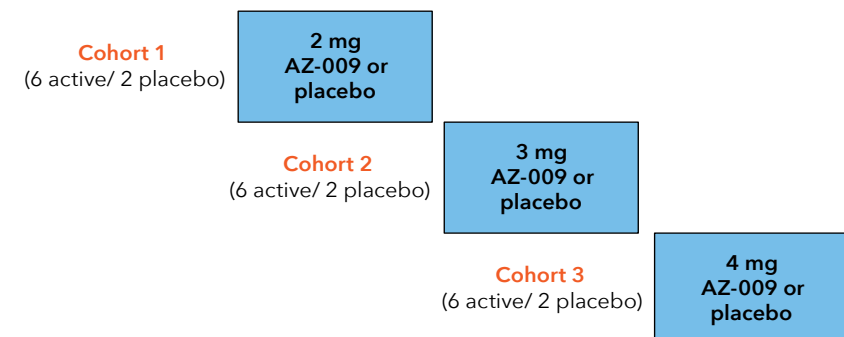 Cohort 1
(6 active/ 2 placebo)
2 mg
AZ-009 or
placebo
Cohort 2
(6 active/ 2 placebo)
3 mg
AZ-009 or
placebo
Cohort 3
(6 active/ 2 placebo)
4 mg
AZ-009 or
placebo